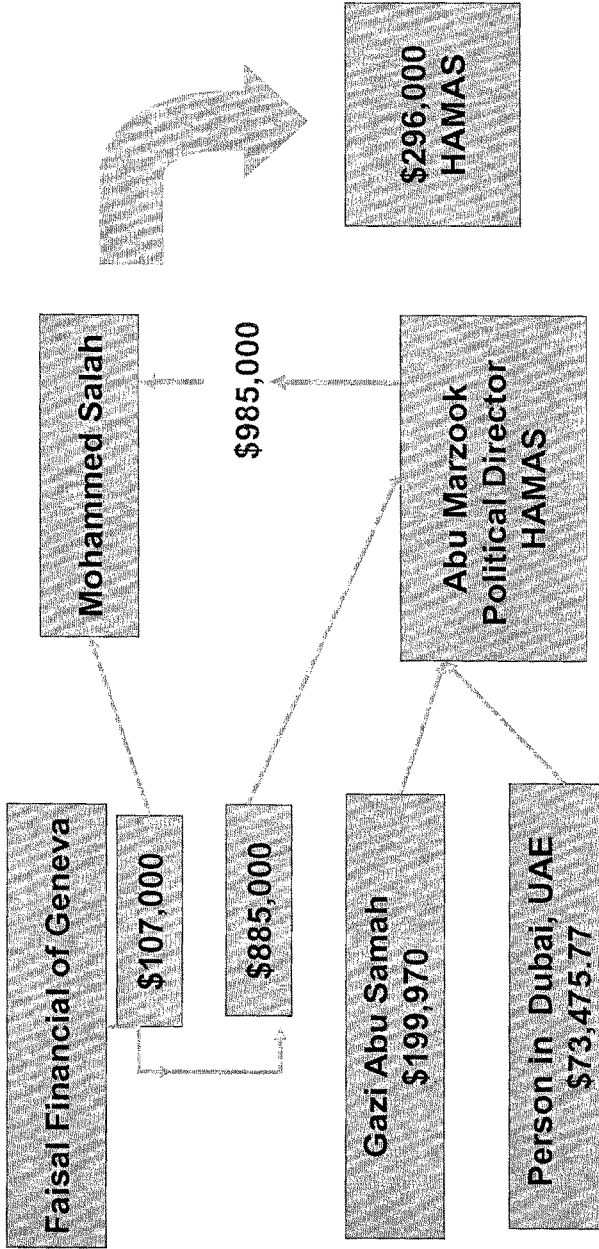 Faisal Financial of Geneva
$107,000
$885,000
Gazi Abu Samah
$199,970
Person in Dubai, UAE
$73,475.77
Mohammed Salah
$985,000
Abu Marzook
Political Director
HAMAS
$296,000
HAMAS